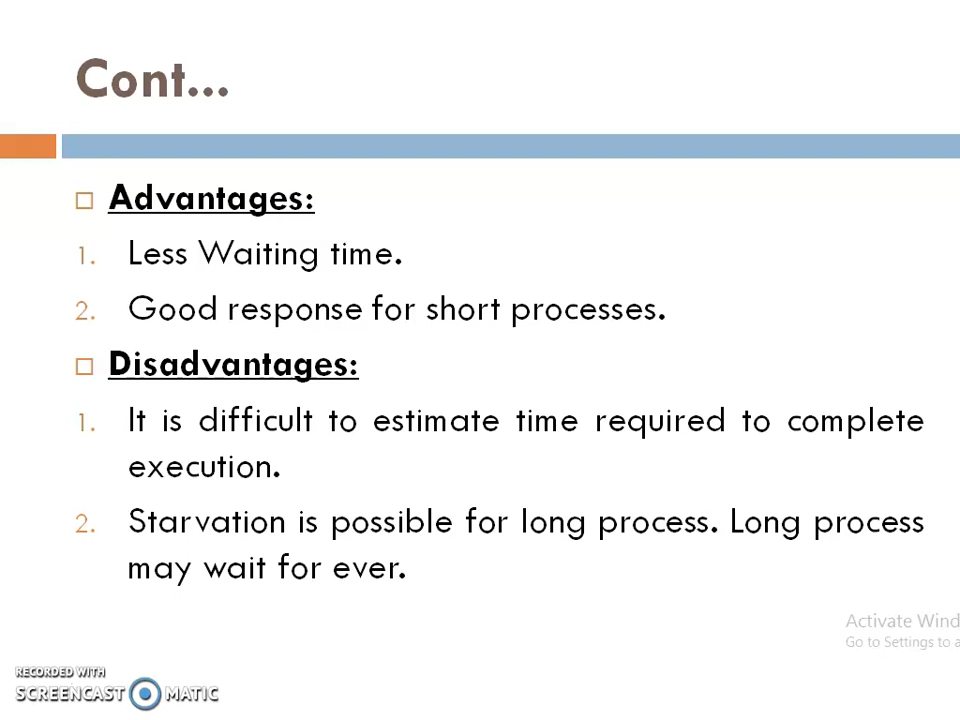 Cont...
Advantages:
1. Less Waiting time.
2. Good response for short processes.
Disadvantages:
1. It is difficult to estimate time required to complete
execution.
2. Starvation is possible for long process. Long process
may wait for ever.
Activate Wind
Go to Settings to a
RECORDED WITH
SCREENCAST MATIC